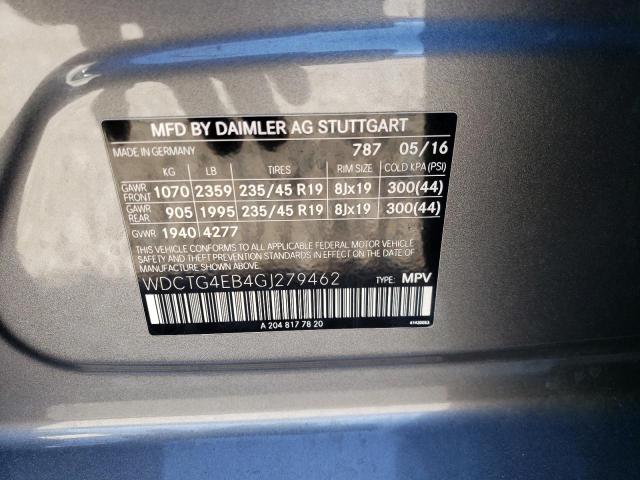 MFD BY DAIMLER AG STUTTGART
MADE IN GERMANY 787 05/16
KG LB TIRES RIM SIZE COLD KPA (PSI)
GAWR FRONT 1070 2359 235/45 R19 8Jx19 300(44)
GAWR REAR 905 1995 235/45 R19 8Jx19 300(44)
GVWR 1940 4277
THIS VEHICLE CONFORMS TO ALL APPLICABLE FEDERAL MOTOR VEHICLE
SAFETY AND THEFT PREVENTION STANDARDS IN EFFECT ON THE DATE OF
MANUFACTURE SHOWN ABOVE.
WDCTG4EB4GJ279462 TYPE: MPV
A 204 817 78 20